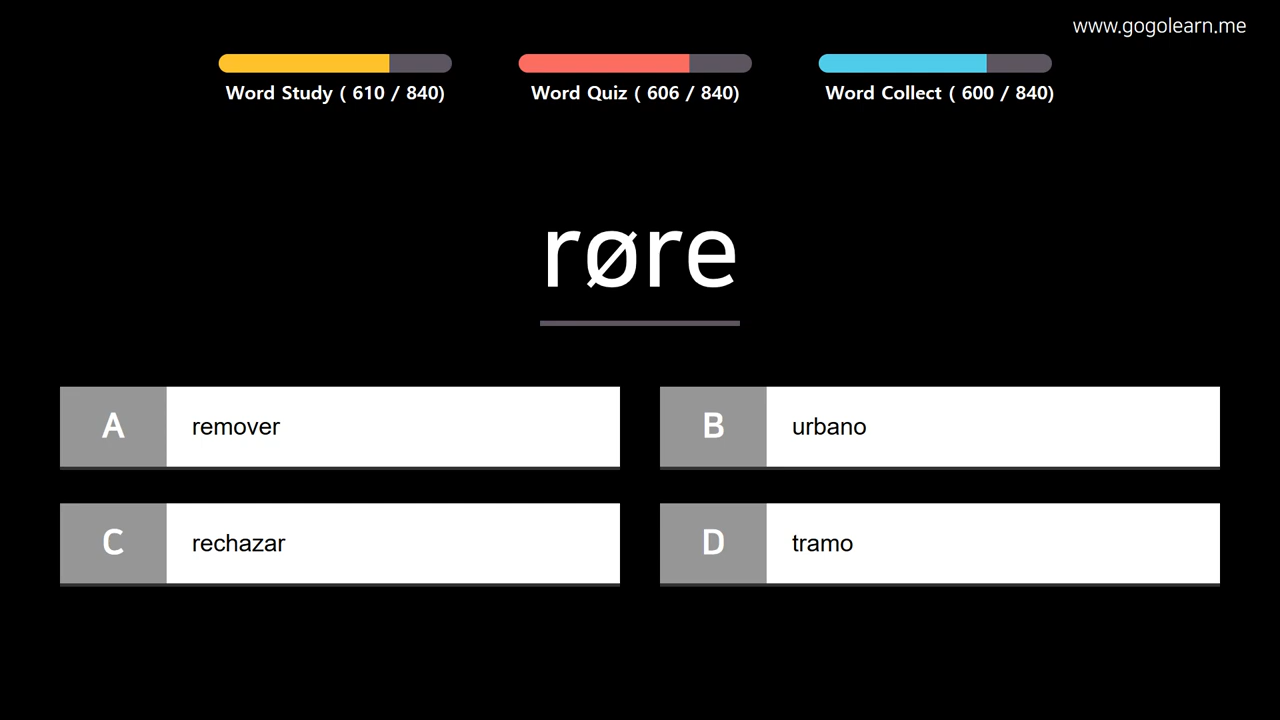 www.gogolearn.me
Word Study ( 610 / 840)
Word Quiz ( 606 / 840)
Word Collect ( 600 / 840)
røre
A remover
B urbano
C rechazar
D tramo